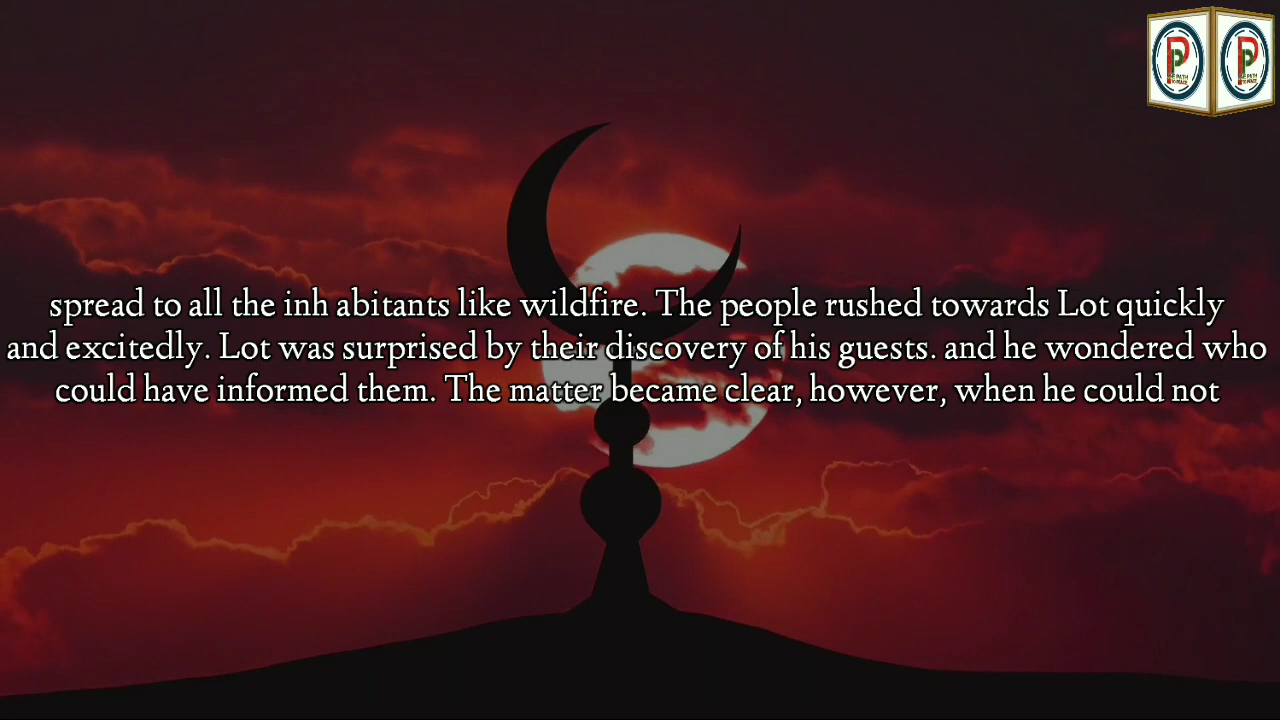 spread to all the inh abitants like wildfire. The people rushed towards Lot quickly
and excitedly. Lot was surprised by their discovery of his guests. and he wondered who
could have informed them. The matter became clear, however, when he could not